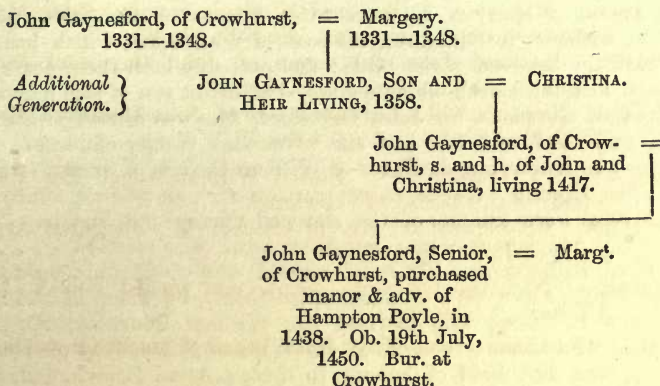 John Gaynesford, of Crowhurst, = Margery.
1331—1348. 1331—1348.
Additional JOHN GAYNESFORD, SON AND = CHRISTINA.
Generation. } HEIR LIVING, 1358.
John Gaynesford, of Crow- =
hurst, s. and h. of John and
Christina, living 1417.
John Gaynesford, Senior, = Margt.
of Crowhurst, purchased
manor & adv. of
Hampton Poyle, in
1438. Ob. 19th July,
1450. Bur. at
Crowhurst.